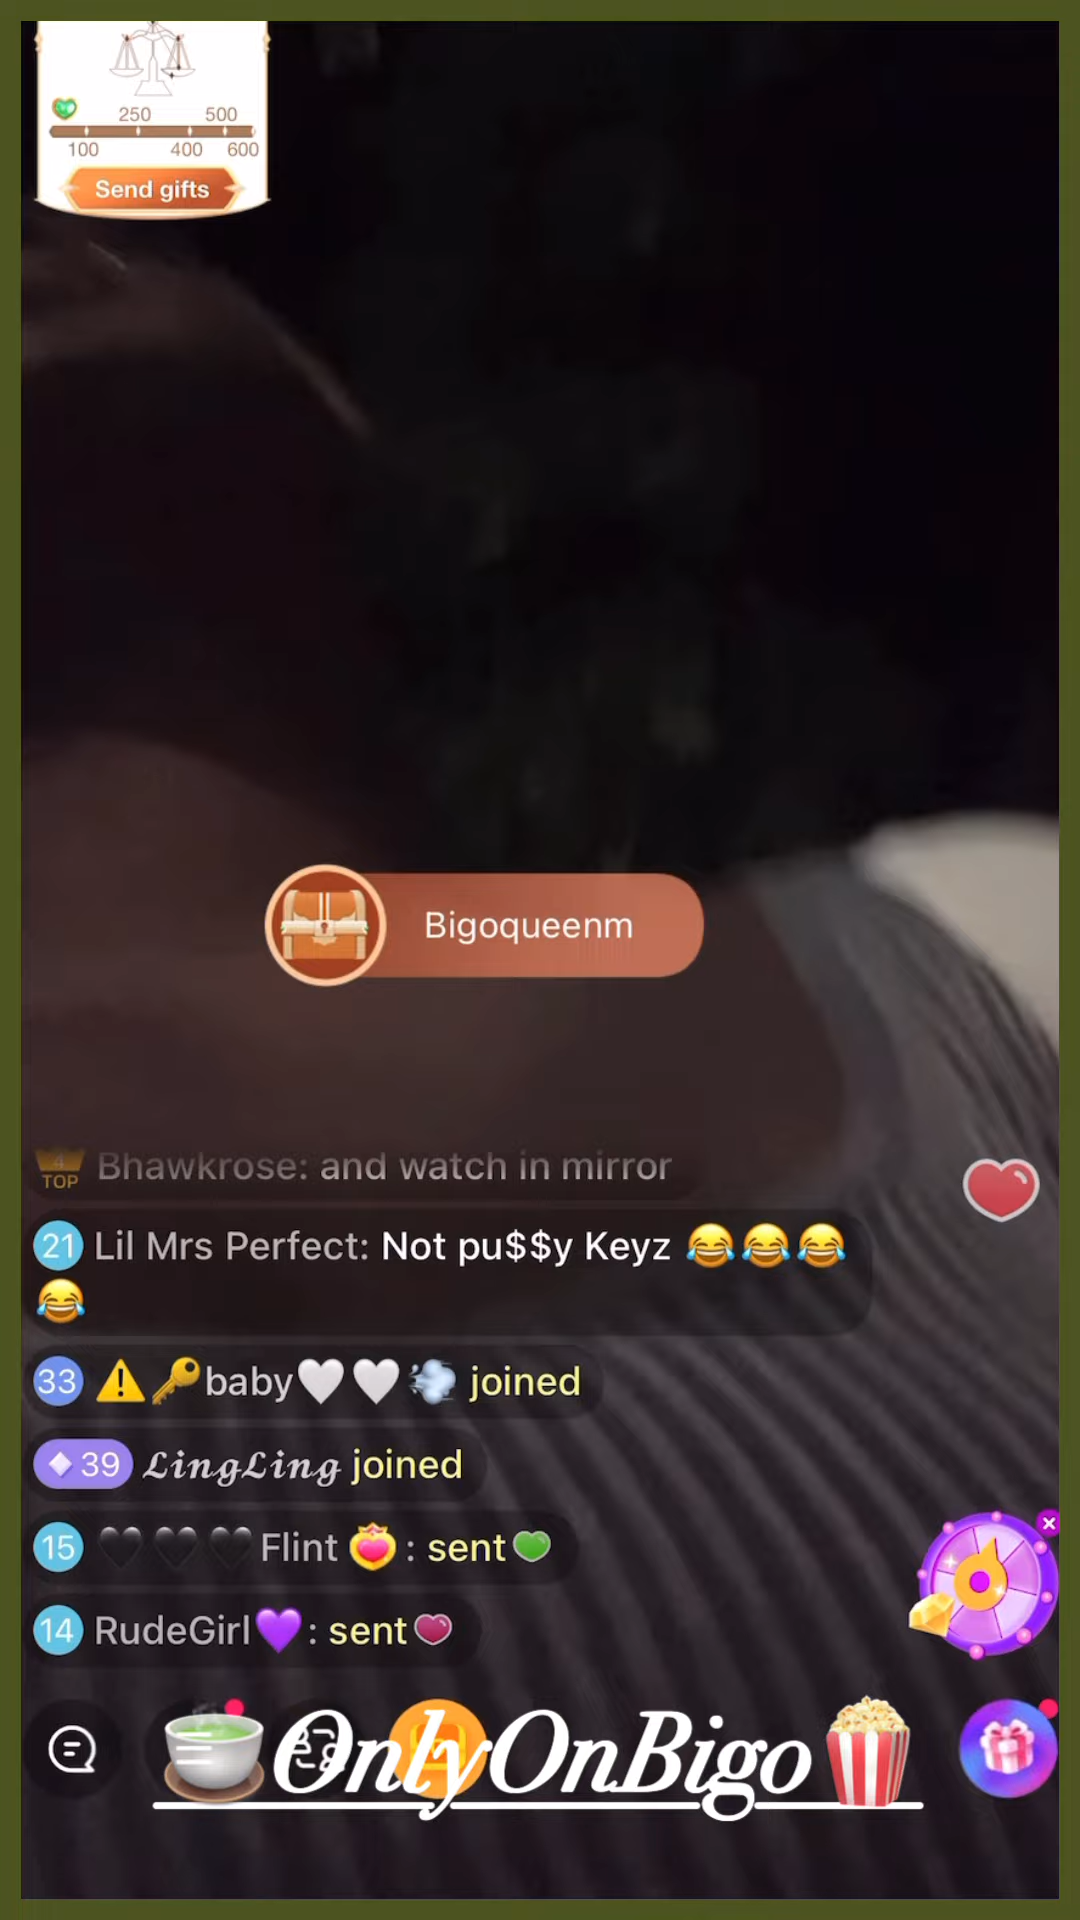 250 500
100 400 600
Send gifts
Bigoqueenm
4
TOP Bhawkrose: and watch in mirror
21 Lil Mrs Perfect: Not pu$$y Keyz 😂😂😂
😂
33 ⚠️🔑baby🤍🤍💨 joined
39 𝓛𝓲𝓷𝓰𝓛𝓲𝓷𝓰 joined
15 🖤🖤🖤Flint 😍: sent💚
14 RudeGirl💜: sent❤️
🍵OnlyOnBigo🍿